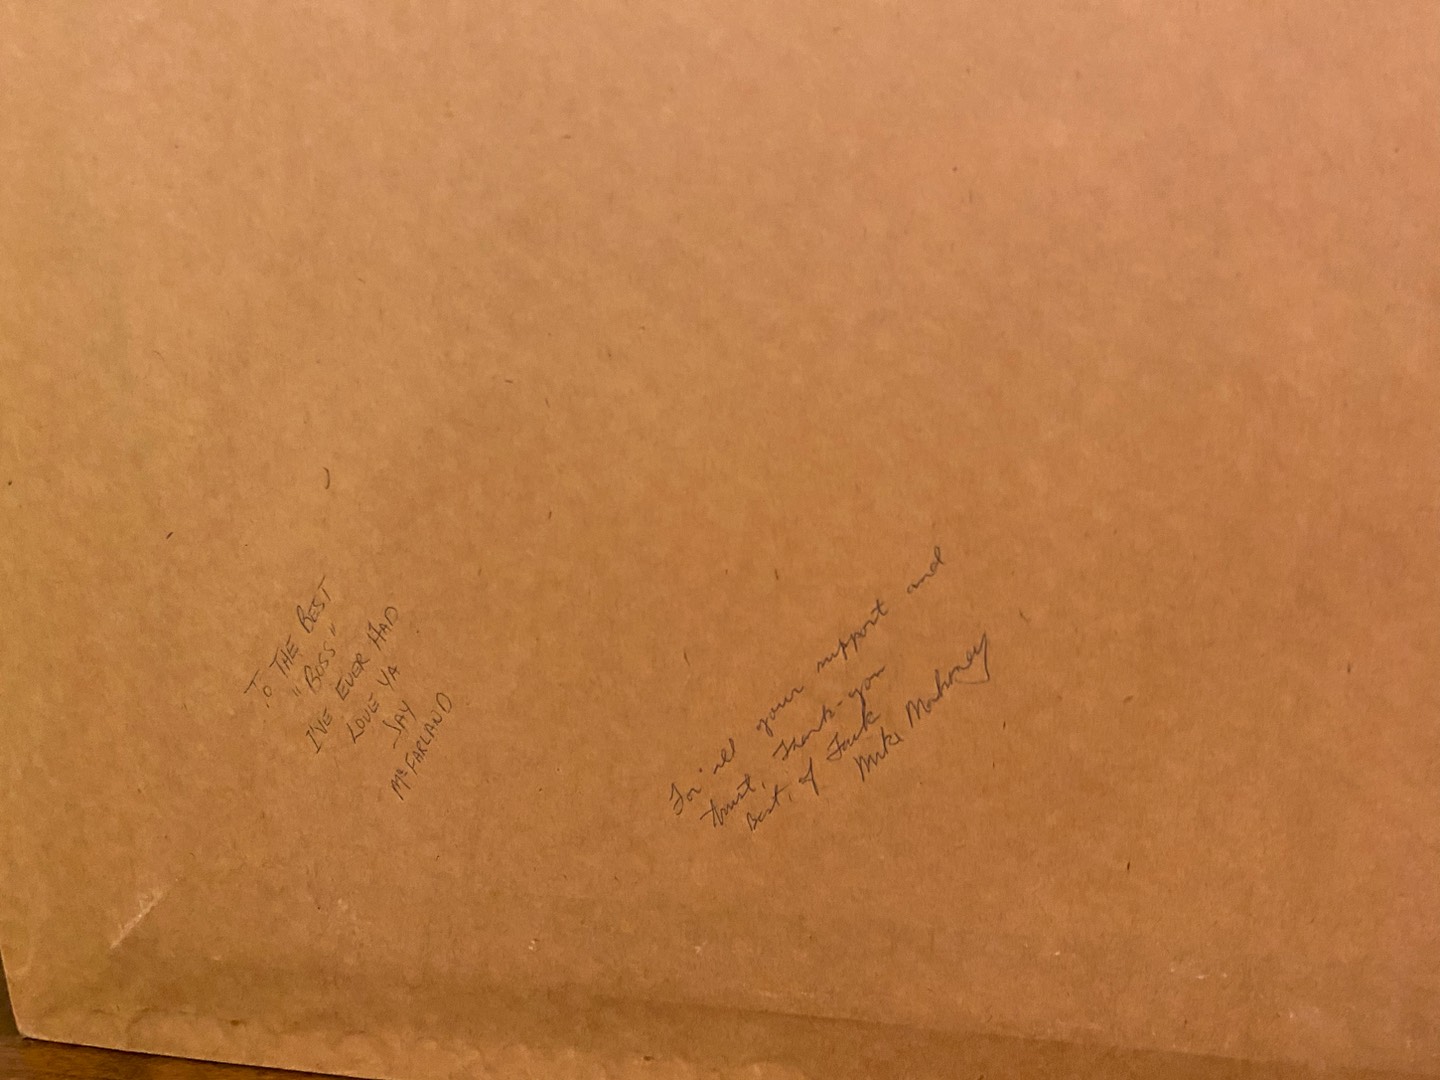 To THE BEST
"BOSS"
I'VE EVER HAD
LOVE YA
JAY
McFARLAND
For all your support and
trust, Thank-you
Best of Luck
Mike Mahoney